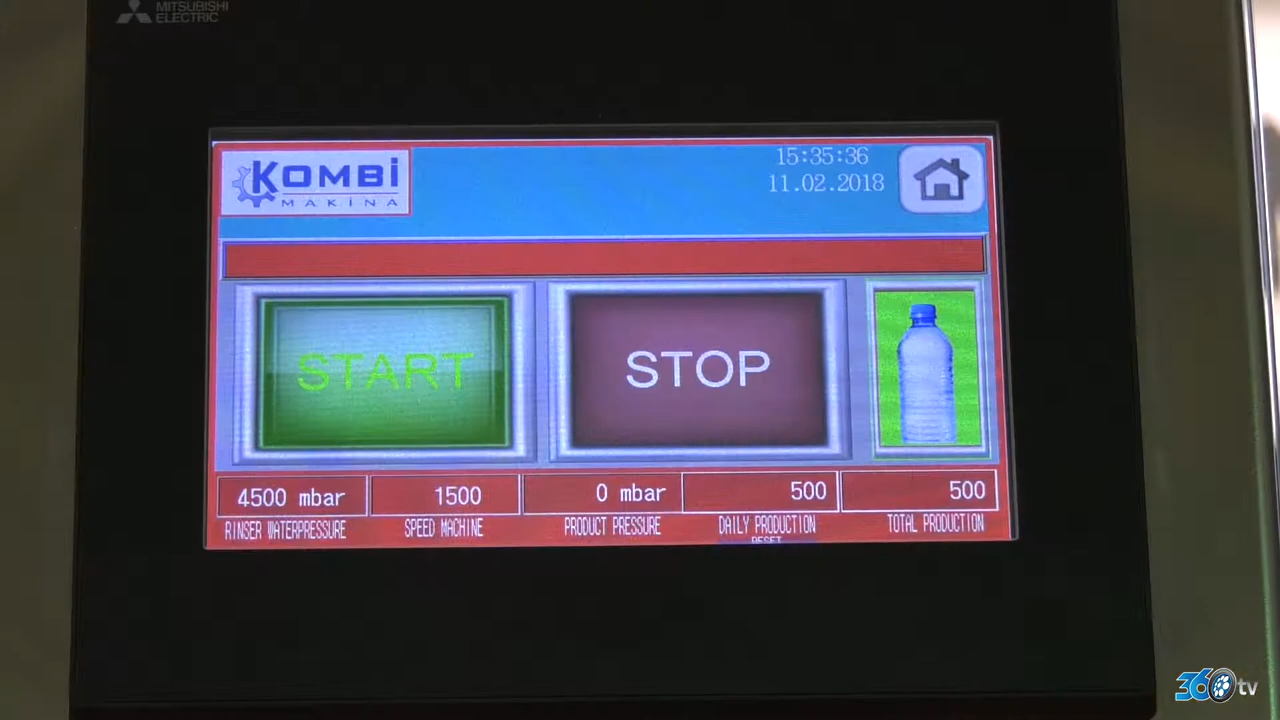 MITSUBISHI
ELECTRIC
KOMBİ
MAKİNA
15:35:36
11.02.2018
START
STOP
4500 mbar
1500
0 mbar
500
500
RINSER WATERPRESSURE
SPEED MACHINE
PRODUCT PRESSURE
DAILY PRODUCTION
RESET
TOTAL PRODUCTION
360tv